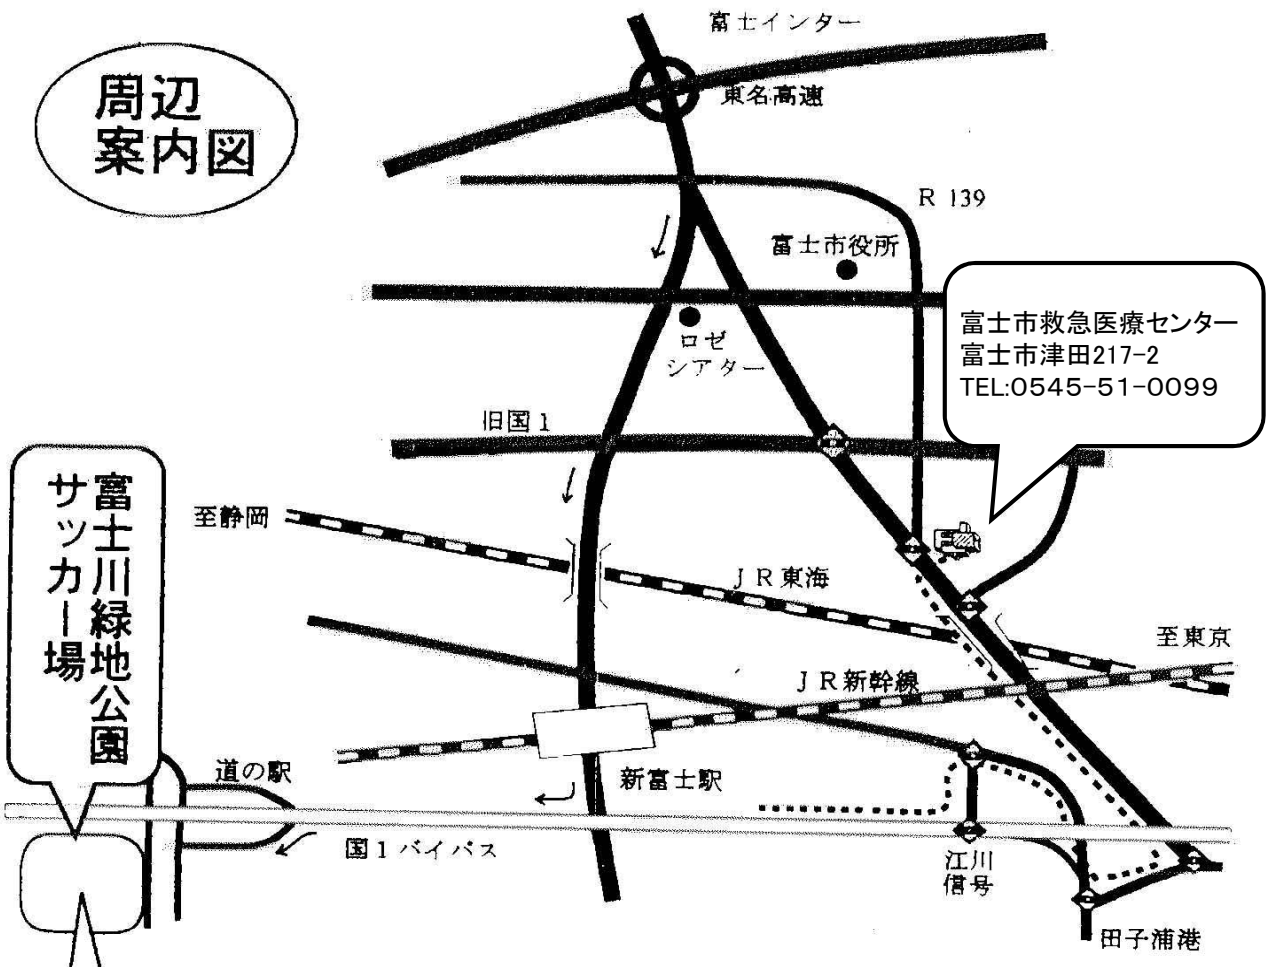 周辺
案内図
富士インター
東名高速
R 139
富士市役所
ロゼ
シアター
富士市救急医療センター
富士市津田217-2
TEL:0545-51-0099
旧国1
至静岡
富士川緑地公園
サッカー場
JR東海
至東京
JR新幹線
道の駅
新富士駅
国1バイパス
江川
信号
田子浦港